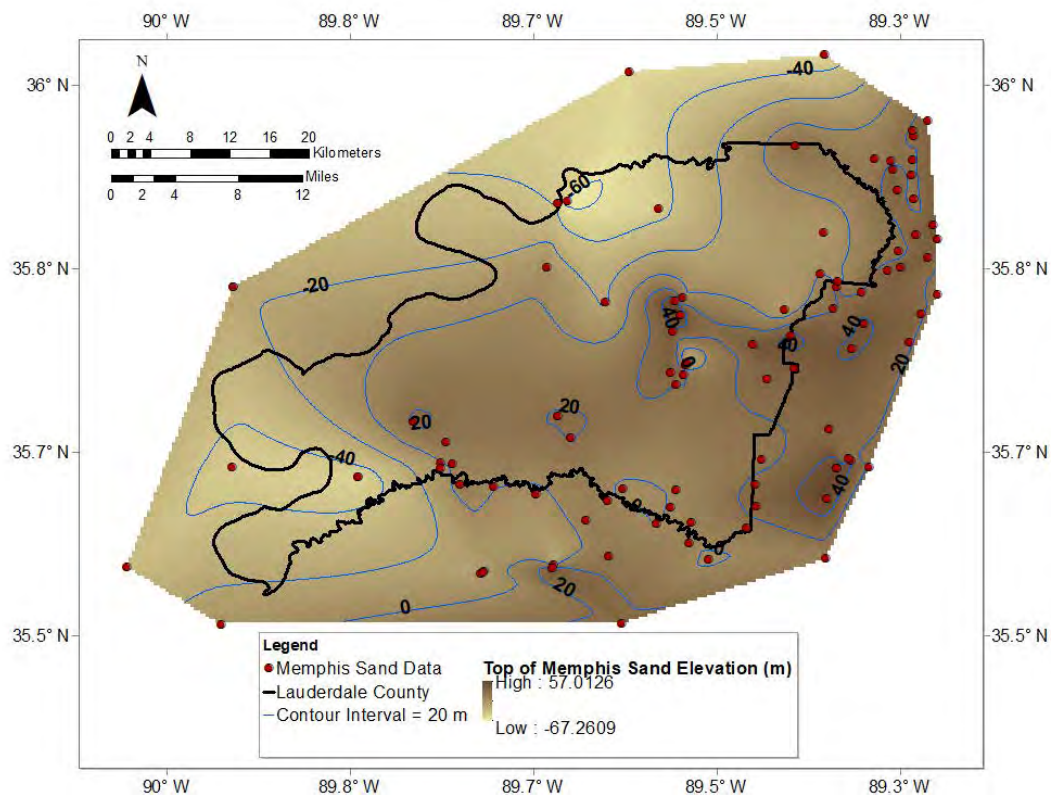 90° W 89.8° W 89.7° W 89.5° W 89.3° W
N
36° N
36° N
-40
0 2 4 8 12 16 20
Kilometers
Miles
0 2 4 8 12
-60
35.8° N
35.8° N
-20
40
40
40
0
20
20
20
-40
35.7° N
35.7° N
40
0
0
20
0
35.5° N
35.5° N
Legend
Memphis Sand Data
Lauderdale County
Contour Interval = 20 m
Top of Memphis Sand Elevation (m)
High : 57.0126
Low : -67.2609
90° W 89.8° W 89.7° W 89.5° W 89.3° W